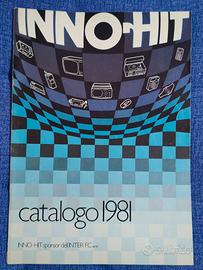 INNO-HIT
catalogo 1981
INNO HIT sponsor dell'INTER F.C.